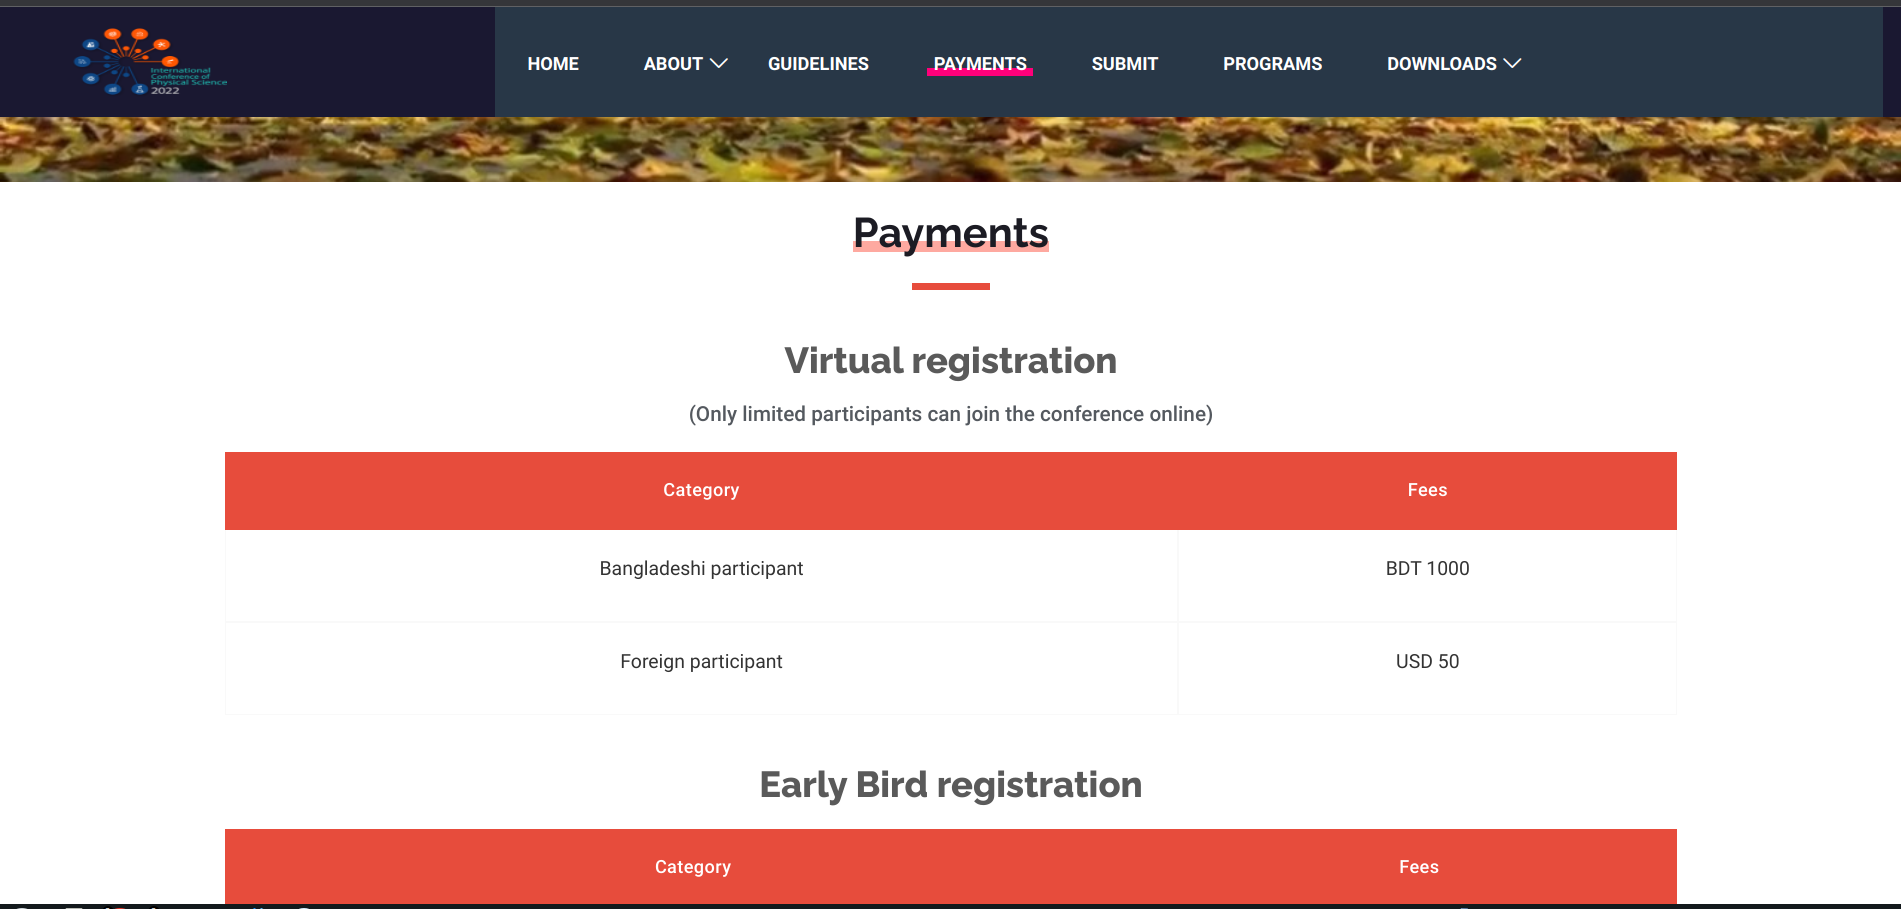 International
Conference of
Physical Science
2022
HOME ABOUT GUIDELINES PAYMENTS SUBMIT PROGRAMS DOWNLOADS
Payments
Virtual registration
(Only limited participants can join the conference online)
Category Fees
Bangladeshi participant BDT 1000
Foreign participant USD 50
Early Bird registration
Category Fees